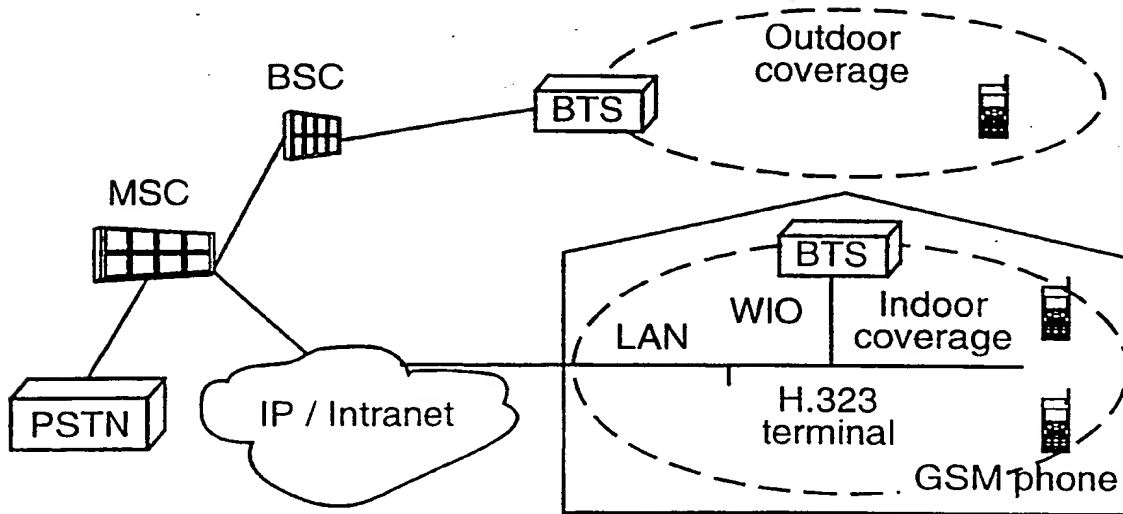 Outdoor
coverage
BSC
BTS
MSC
BTS
WIO
Indoor
coverage
LAN
IP / Intranet
H.323
terminal
PSTN
GSM phone